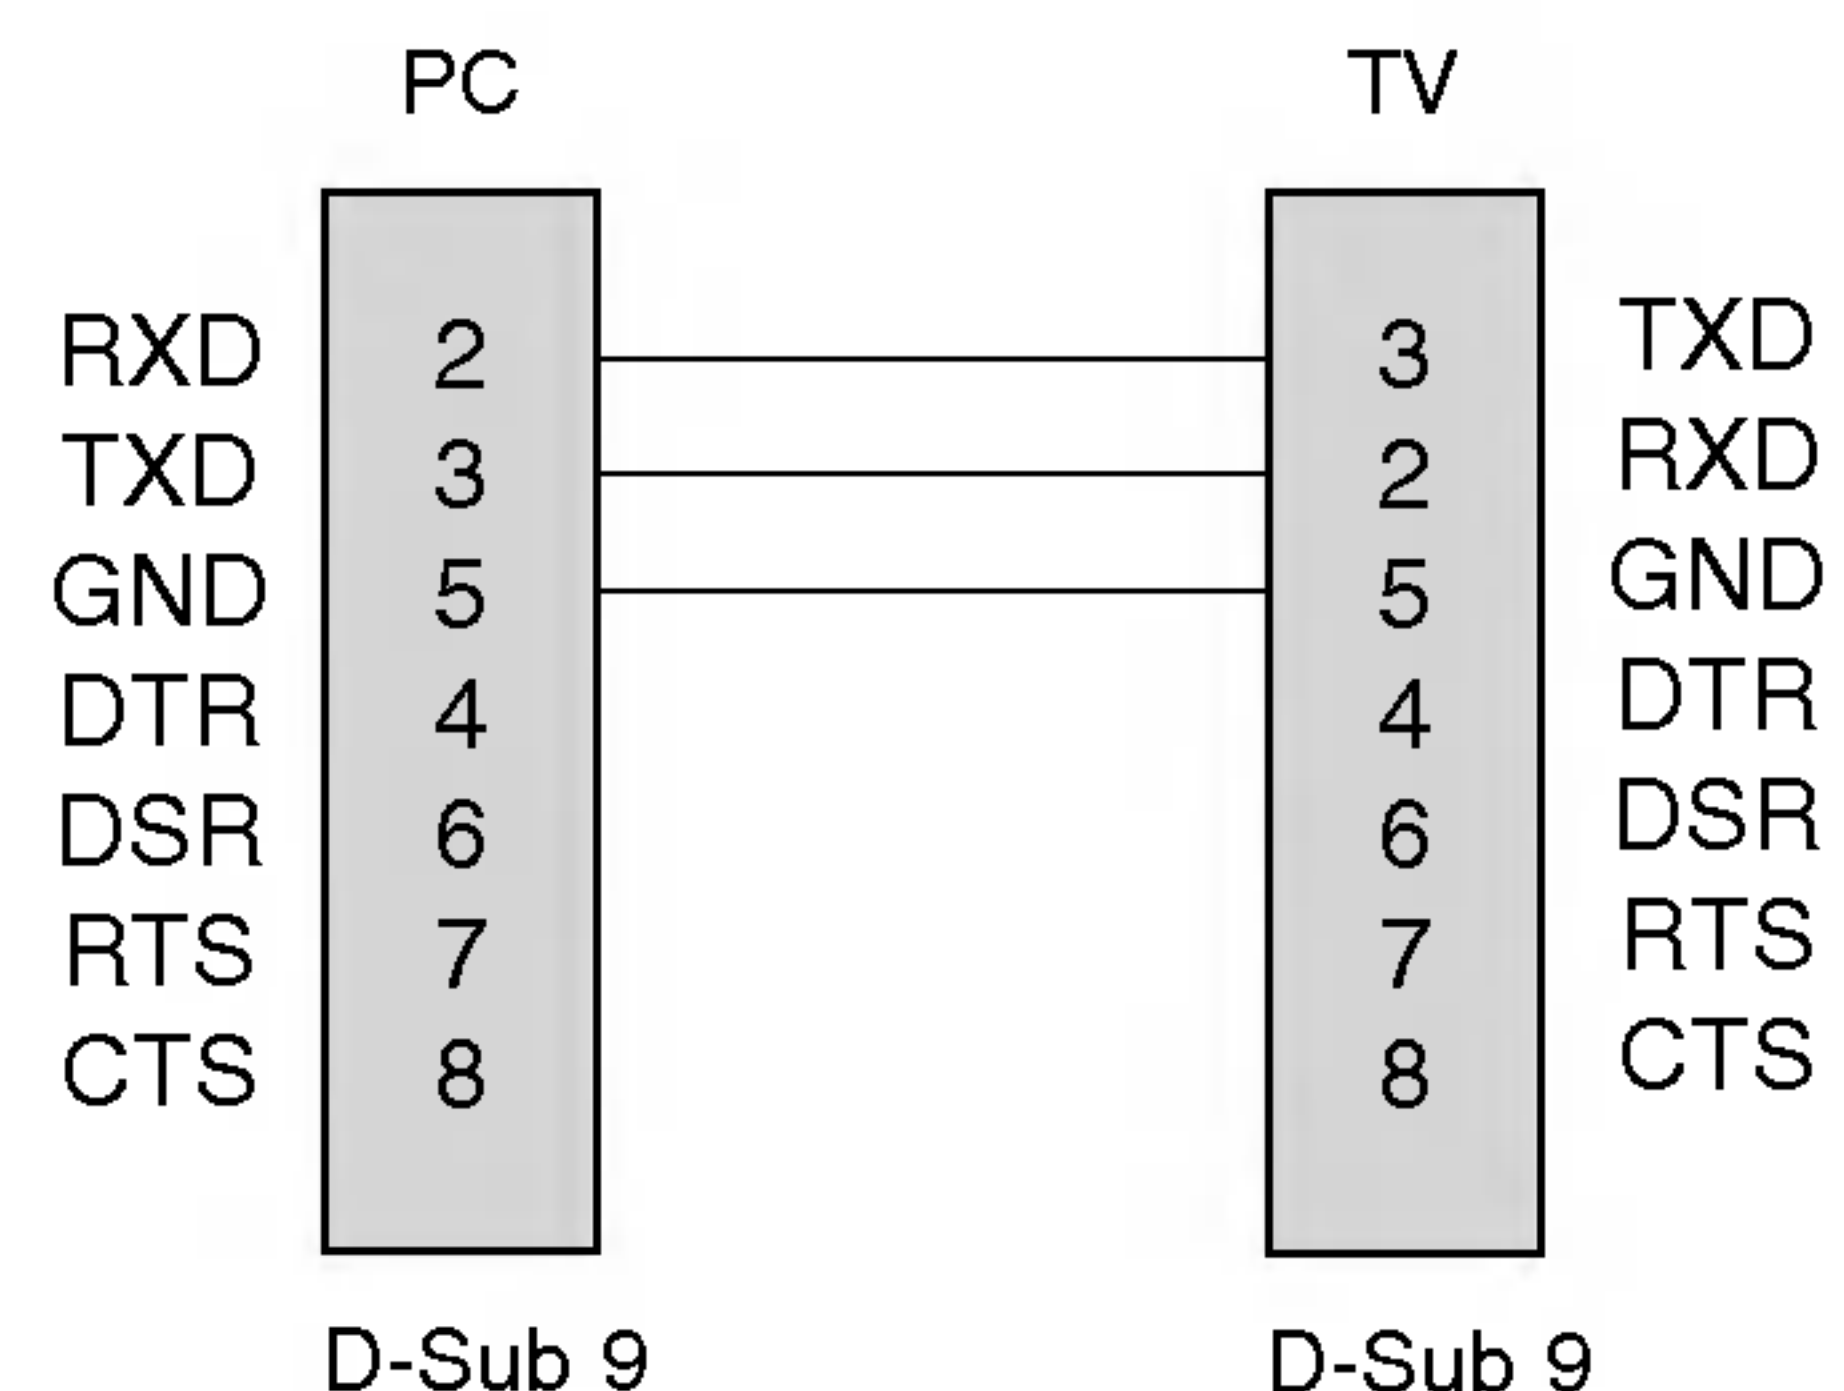 PC TV
RXD 2 3 TXD
TXD 3 2 RXD
GND 5 5 GND
DTR 4 4 DTR
DSR 6 6 DSR
RTS 7 7 RTS
CTS 8 8 CTS
D-Sub 9 D-Sub 9